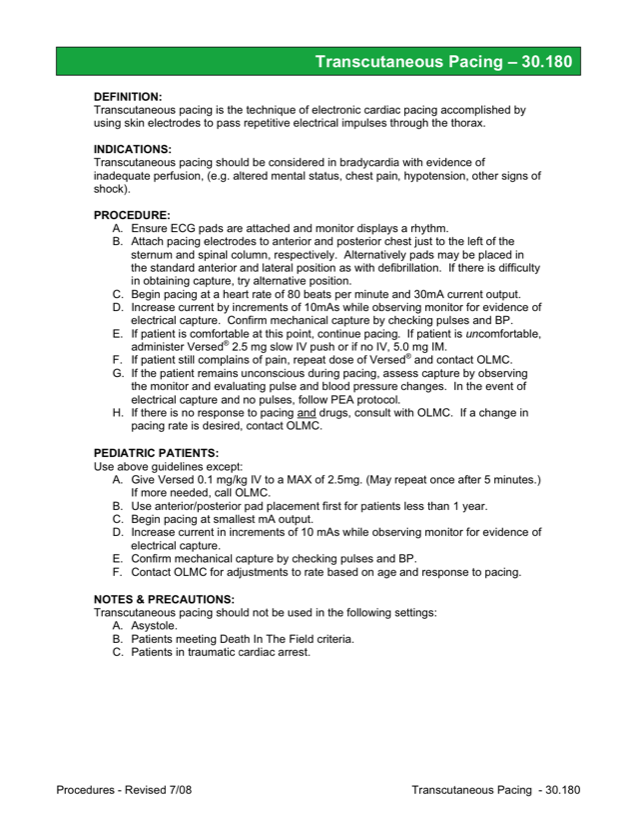 Transcutaneous Pacing – 30.180
DEFINITION:
Transcutaneous pacing is the technique of electronic cardiac pacing accomplished by
using skin electrodes to pass repetitive electrical impulses through the thorax.
INDICATIONS:
Transcutaneous pacing should be considered in bradycardia with evidence of
inadequate perfusion, (e.g. altered mental status, chest pain, hypotension, other signs of
shock).
PROCEDURE:
A. Ensure ECG pads are attached and monitor displays a rhythm.
B. Attach pacing electrodes to anterior and posterior chest just to the left of the
sternum and spinal column, respectively. Alternatively pads may be placed in
the standard anterior and lateral position as with defibrillation. If there is difficulty
in obtaining capture, try alternative position.
C. Begin pacing at a heart rate of 80 beats per minute and 30mA current output.
D. Increase current by increments of 10mAs while observing monitor for evidence of
electrical capture. Confirm mechanical capture by checking pulses and BP.
E. If patient is comfortable at this point, continue pacing. If patient is uncomfortable,
administer Versed® 2.5 mg slow IV push or if no IV, 5.0 mg IM.
F. If patient still complains of pain, repeat dose of Versed® and contact OLMC.
G. If the patient remains unconscious during pacing, assess capture by observing
the monitor and evaluating pulse and blood pressure changes. In the event of
electrical capture and no pulses, follow PEA protocol.
H. If there is no response to pacing and drugs, consult with OLMC. If a change in
pacing rate is desired, contact OLMC.
PEDIATRIC PATIENTS:
Use above guidelines except:
A. Give Versed 0.1 mg/kg IV to a MAX of 2.5mg. (May repeat once after 5 minutes.)
If more needed, call OLMC.
B. Use anterior/posterior pad placement first for patients less than 1 year.
C. Begin pacing at smallest mA output.
D. Increase current in increments of 10 mAs while observing monitor for evidence of
electrical capture.
E. Confirm mechanical capture by checking pulses and BP.
F. Contact OLMC for adjustments to rate based on age and response to pacing.
NOTES & PRECAUTIONS:
Transcutaneous pacing should not be used in the following settings:
A. Asystole.
B. Patients meeting Death In The Field criteria.
C. Patients in traumatic cardiac arrest.
Procedures - Revised 7/08
Transcutaneous Pacing - 30.180